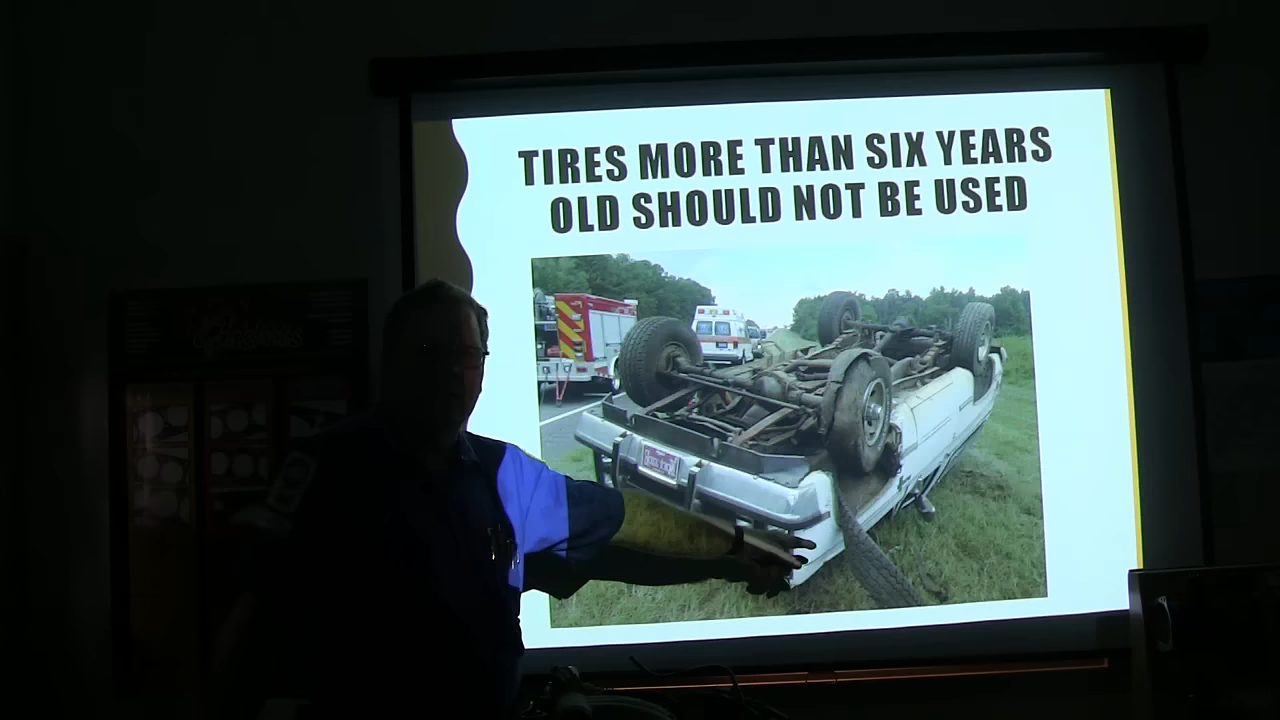 TIRES MORE THAN SIX YEARS
OLD SHOULD NOT BE USED